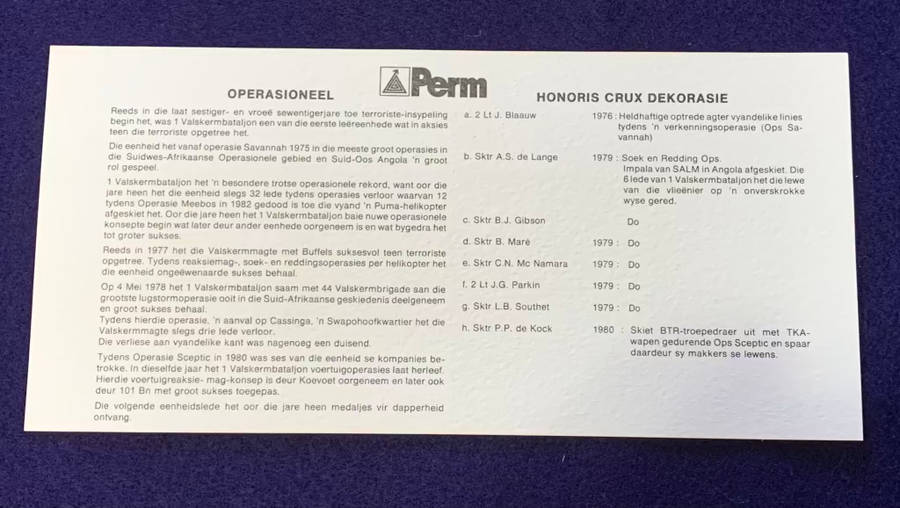 Perm
OPERASIONEEL
Reeds in die laat sestiger- en vroeë sewentigerjare toe terroriste-insypeling
begin het, was 1 Valskermbataljon een van die eerste leëreenhede wat in aksies
teen die terroriste opgetree het.
Die eenheid het vanaf operasie Savannah 1975 in die meeste groot operasies in
die Suidwes-Afrikaanse Operasionele gebied en Suid-Oos Angola 'n groot
rol gespeel.
1 Valskermbataljon het 'n besondere trotse operasionele rekord, want oor die
jare heen het die eenheid slegs 32 lede tydens operasies verloor waarvan 12
tydens Operasie Meebos in 1982 gedood is toe die vyand 'n Puma-helikopter
afgeskiet het. Oor die jare heen het 1 Valskermbataljon baie nuwe operasionele
konsepte begin wat later deur ander eenhede oorgeneem is en wat bygedra het
tot groter sukses.
Reeds in 1977 het die Valskermmagte met Buffels suksesvol teen terroriste
opgetree. Tydens reaksiemag-, soek- en reddingsoperasies per helikopter het
die eenheid ongeëwenaarde sukses behaal.
Op 4 Mei 1978 het 1 Valskermbataljon saam met 44 Valskermbrigade aan die
grootste lugstormoperasie ooit in die Suid-Afrikaanse geskiedenis deelgeneem
en groot sukses behaal.
Tydens hierdie operasie, 'n aanval op Cassinga, 'n Swapohoofkwartier het die
Valskermmagte slegs drie lede verloor.
Die verliese aan vyandelike kant was nagenoeg een duisend.
Tydens Operasie Sceptic in 1980 was ses van die eenheid se kompanies be-
trokke. In dieselfde jaar het 1 Valskermbataljon voertuigoperasies laat herleef.
Hierdie voertuigreaksie- mag-konsep is deur Koevoet oorgeneem en later ook
deur 101 Bn met groot sukses toegepas.
Die volgende eenheidslede het oor die jare heen medaljes vir dapperheid
ontvang.
HONORIS CRUX DEKORASIE
a. 2 Lt J. Blaauw 1976 : Heldhaftige optrede agter vyandelike linies
tydens 'n verkenningsoperasie (Ops Sa-
vannah)
b. Sktr A.S. de Lange 1979 : Soek en Redding Ops.
Impala van SALM in Angola afgeskiet. Die
6 lede van 1 Valskermbataljon het die lewe
van die vlieënier op 'n onverskrokke
wyse gered.
c. Sktr B.J. Gibson Do
d. Sktr B. Maré 1979 : Do
e. Sktr C.N. Mc Namara 1979 : Do
f. 2 Lt J.G. Parkin 1979 : Do
g. Sktr L.B. Southet 1979 : Do
h. Sktr P.P. de Kock 1980 : Skiet BTR-troepedraer uit met TKA-
wapen gedurende Ops Sceptic en spaar
daardeur sy makkers se lewens.